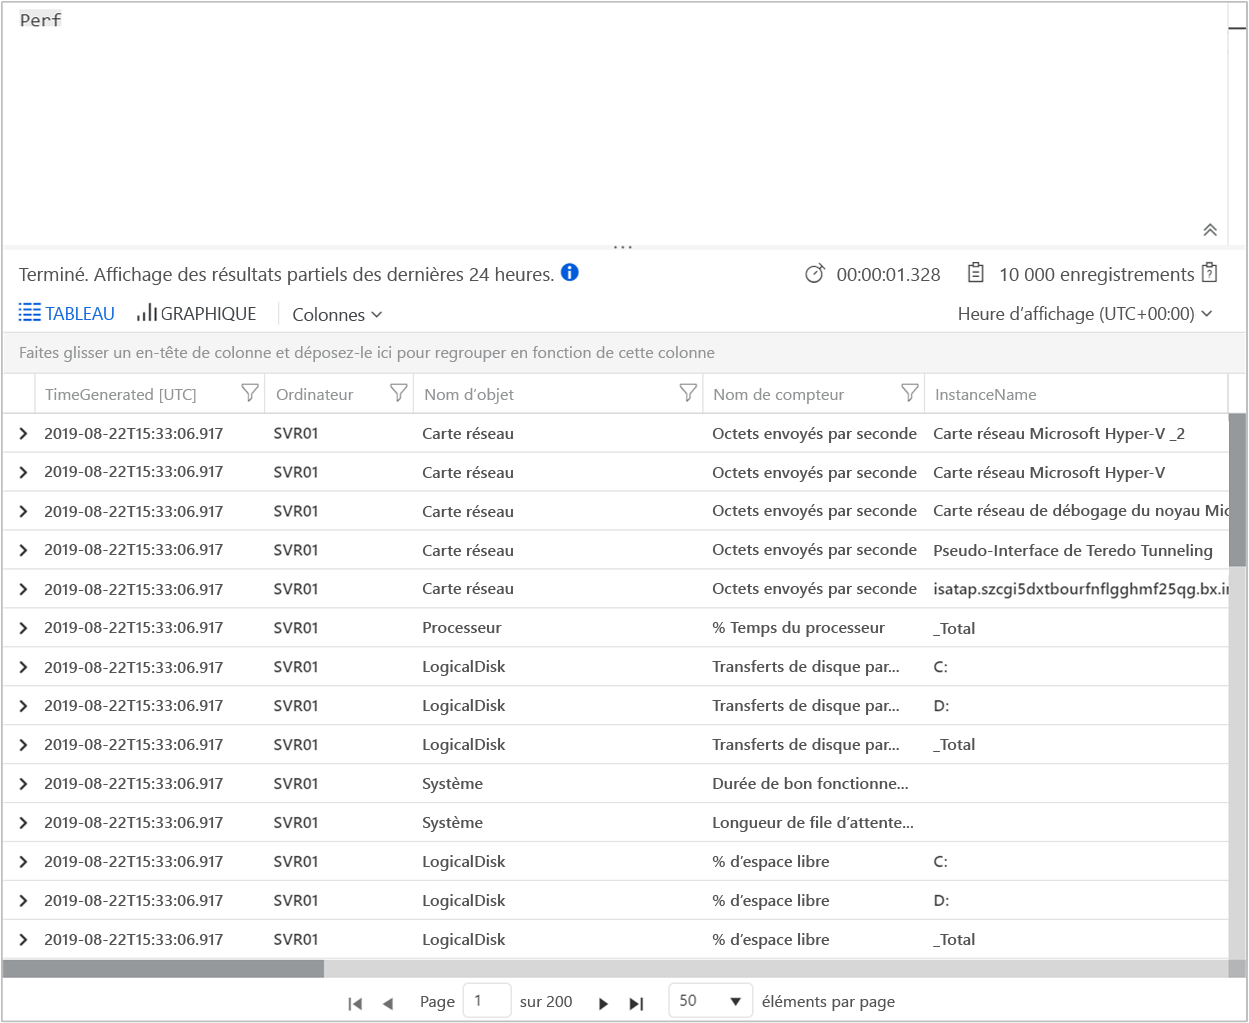 Perf
Terminé. Affichage des résultats partiels des dernières 24 heures. 00:00:01.328 10 000 enregistrements
TABLEAU GRAPHIQUE Colonnes Heure d’affichage (UTC+00:00)
Faites glisser un en-tête de colonne et déposez-le ici pour regrouper en fonction de cette colonne
TimeGenerated [UTC] Ordinateur Nom d’objet Nom de compteur InstanceName
2019-08-22T15:33:06.917 SVR01 Carte réseau Octets envoyés par seconde Carte réseau Microsoft Hyper-V _2
2019-08-22T15:33:06.917 SVR01 Carte réseau Octets envoyés par seconde Carte réseau Microsoft Hyper-V
2019-08-22T15:33:06.917 SVR01 Carte réseau Octets envoyés par seconde Carte réseau de débogage du noyau Mic
2019-08-22T15:33:06.917 SVR01 Carte réseau Octets envoyés par seconde Pseudo-Interface de Teredo Tunneling
2019-08-22T15:33:06.917 SVR01 Carte réseau Octets envoyés par seconde isatap.szcgi5dxtbourfnflgghmf25qg.bx.in
2019-08-22T15:33:06.917 SVR01 Processeur % Temps du processeur _Total
2019-08-22T15:33:06.917 SVR01 LogicalDisk Transferts de disque par... C:
2019-08-22T15:33:06.917 SVR01 LogicalDisk Transferts de disque par... D:
2019-08-22T15:33:06.917 SVR01 LogicalDisk Transferts de disque par... _Total
2019-08-22T15:33:06.917 SVR01 Système Durée de bon fonctionne...
2019-08-22T15:33:06.917 SVR01 Système Longueur de file d’attente...
2019-08-22T15:33:06.917 SVR01 LogicalDisk % d’espace libre C:
2019-08-22T15:33:06.917 SVR01 LogicalDisk % d’espace libre D:
2019-08-22T15:33:06.917 SVR01 LogicalDisk % d’espace libre _Total
Page 1 sur 200 50 éléments par page